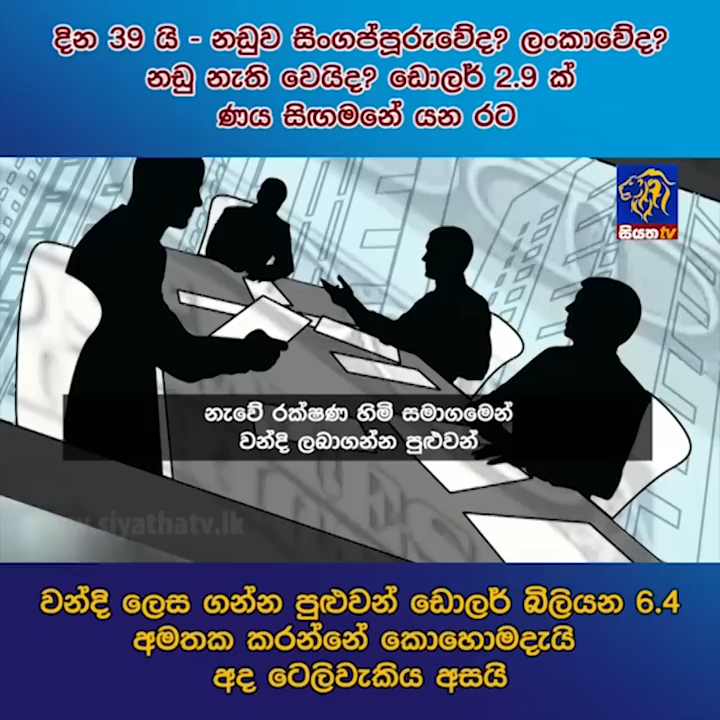 දින 39 යි - නඩුව සිංගප්පූරුවේද? ලංකාවේද?
නඩු නැති වෙයිද? ඩොලර් 2.9 ක්
ණය සිඟමනේ යන රට
සියත tv
නැවේ රක්ෂණ හිමි සමාගමෙන්
වන්දි ලබාගන්න පුළුවන්
www.siyathatv.lk
වන්දි ලෙස ගන්න පුළුවන් ඩොලර් බිලියන 6.4
අමතක කරන්නේ කොහොමදැයි
අද ටෙලිවැකිය අසයි